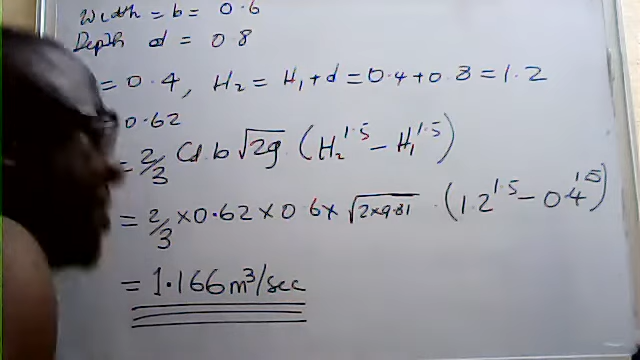 Width = b = 0.6
Depth d = 0.8
= 0.4, H₂ = H₁ + d = 0.4 + 0.8 = 1.2
0.62
= 2/3 Cd b √2g (H₂^1.5 − H₁^1.5)
= 2/3 × 0.62 × 0.6 × √2×9.81 · (1.2^1.5 − 0.4^1.5)
= 1.166 m³/sec